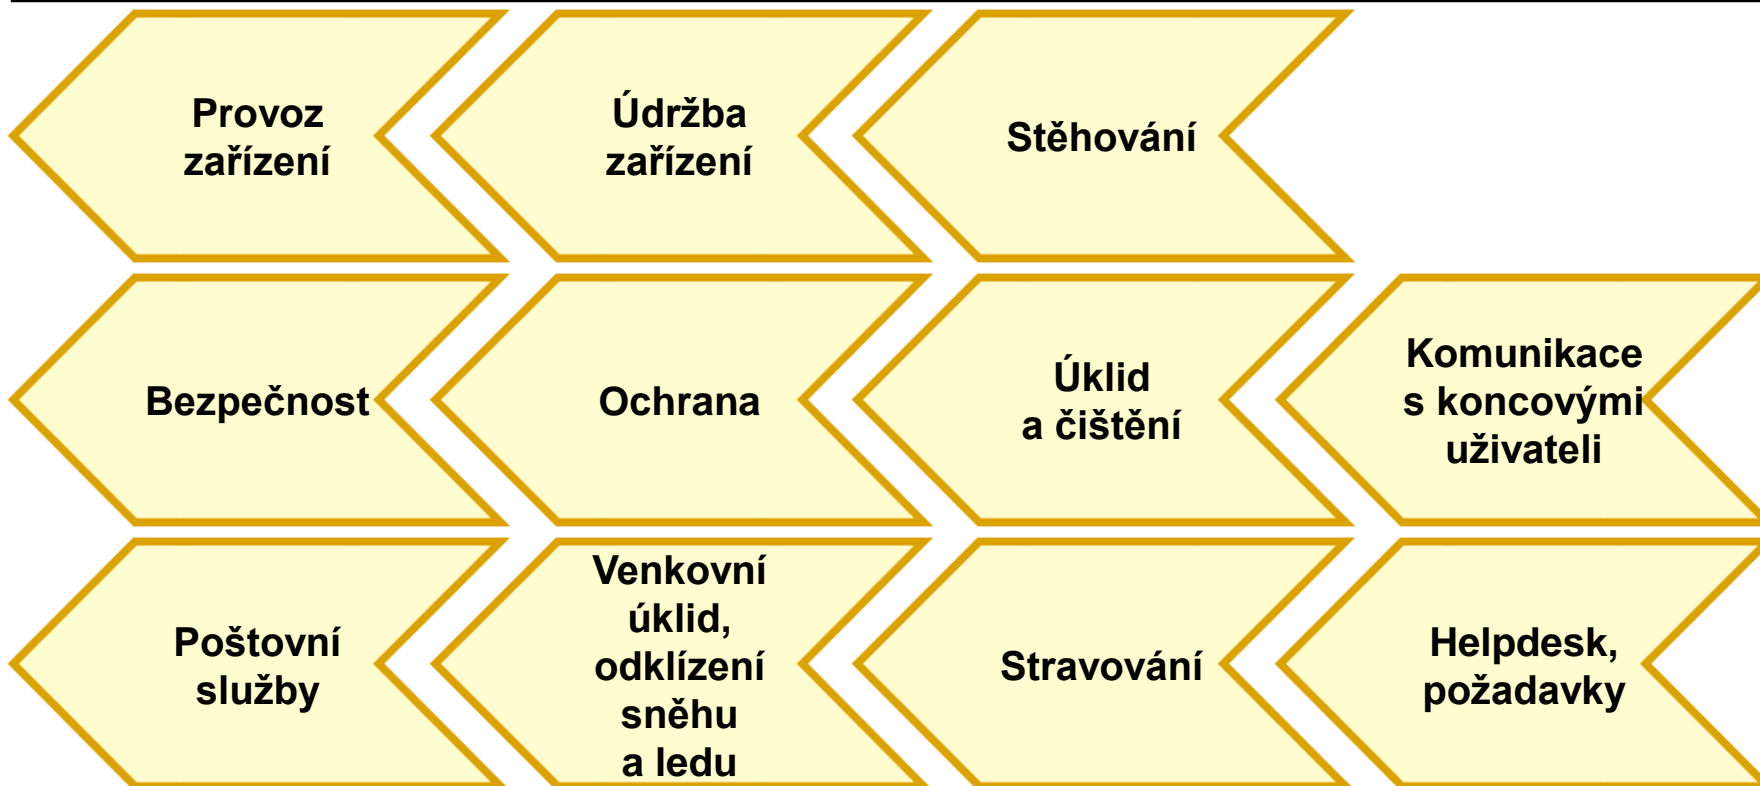 Provoz
zařízení
Údržba
zařízení
Stěhování
Bezpečnost
Ochrana
Úklid
a čištění
Komunikace
s koncovými
uživateli
Poštovní
služby
Venkovní
úklid,
odklízení
sněhu
a ledu
Stravování
Helpdesk,
požadavky